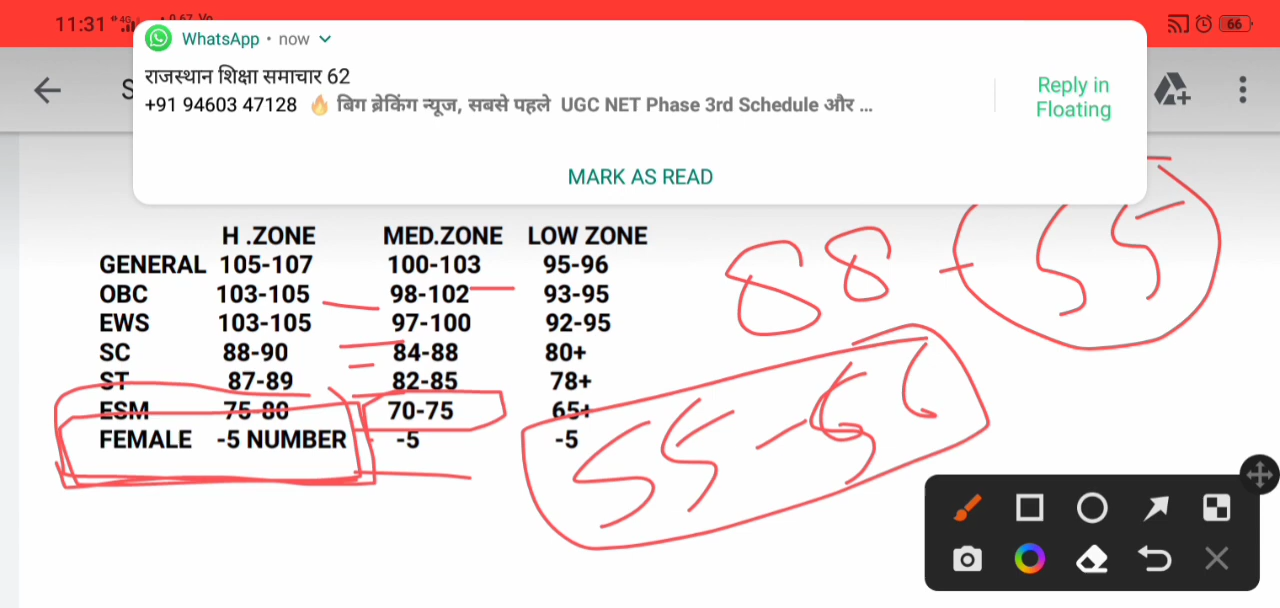 11:31 4G 0.67 66
WhatsApp • now
राजस्थान शिक्षा समाचार 62
+91 94603 47128 🔥 बिग ब्रेकिंग न्यूज, सबसे पहले UGC NET Phase 3rd Schedule और ...
Reply in
Floating
MARK AS READ
S
H .ZONE MED.ZONE LOW ZONE
GENERAL 105-107 100-103 95-96
OBC 103-105 98-102 93-95
EWS 103-105 97-100 92-95
SC 88-90 84-88 80+
ST 87-89 82-85 78+
ESM 75-80 70-75 65+
FEMALE -5 NUMBER -5 -5
88 - 55
55-56